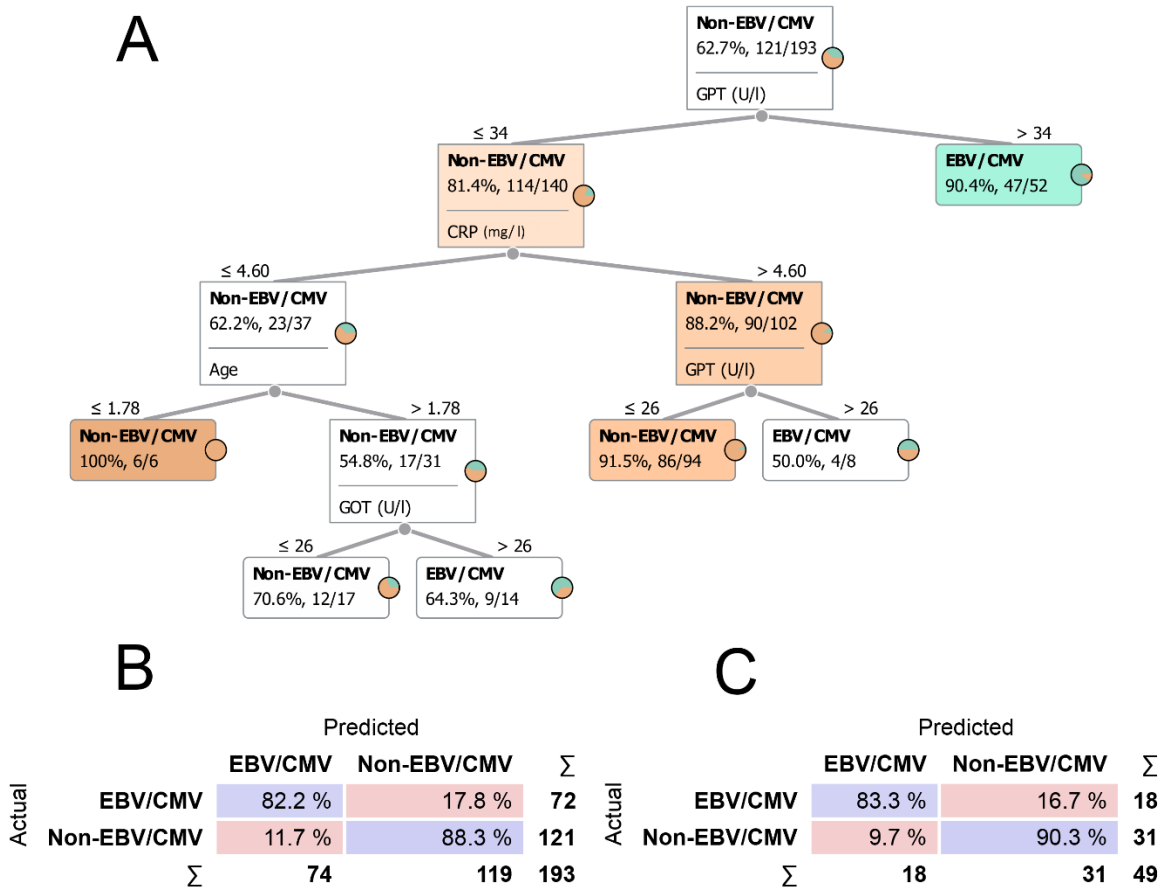 A
Non-EBV/CMV
62.7%, 121/193
GPT (U/l)
≤ 34
> 34
Non-EBV/CMV
81.4%, 114/140
CRP (mg/l)
EBV/CMV
90.4%, 47/52
≤ 4.60
> 4.60
Non-EBV/CMV
62.2%, 23/37
Age
Non-EBV/CMV
88.2%, 90/102
GPT (U/l)
≤ 1.78
> 1.78
≤ 26
> 26
Non-EBV/CMV
100%, 6/6
Non-EBV/CMV
54.8%, 17/31
GOT (U/l)
Non-EBV/CMV
91.5%, 86/94
EBV/CMV
50.0%, 4/8
≤ 26
> 26
Non-EBV/CMV
70.6%, 12/17
EBV/CMV
64.3%, 9/14
B
Predicted
EBV/CMV Non-EBV/CMV ∑
Actual
EBV/CMV 82.2 % 17.8 % 72
Non-EBV/CMV 11.7 % 88.3 % 121
∑ 74 119 193
C
Predicted
EBV/CMV Non-EBV/CMV ∑
Actual
EBV/CMV 83.3 % 16.7 % 18
Non-EBV/CMV 9.7 % 90.3 % 31
∑ 18 31 49